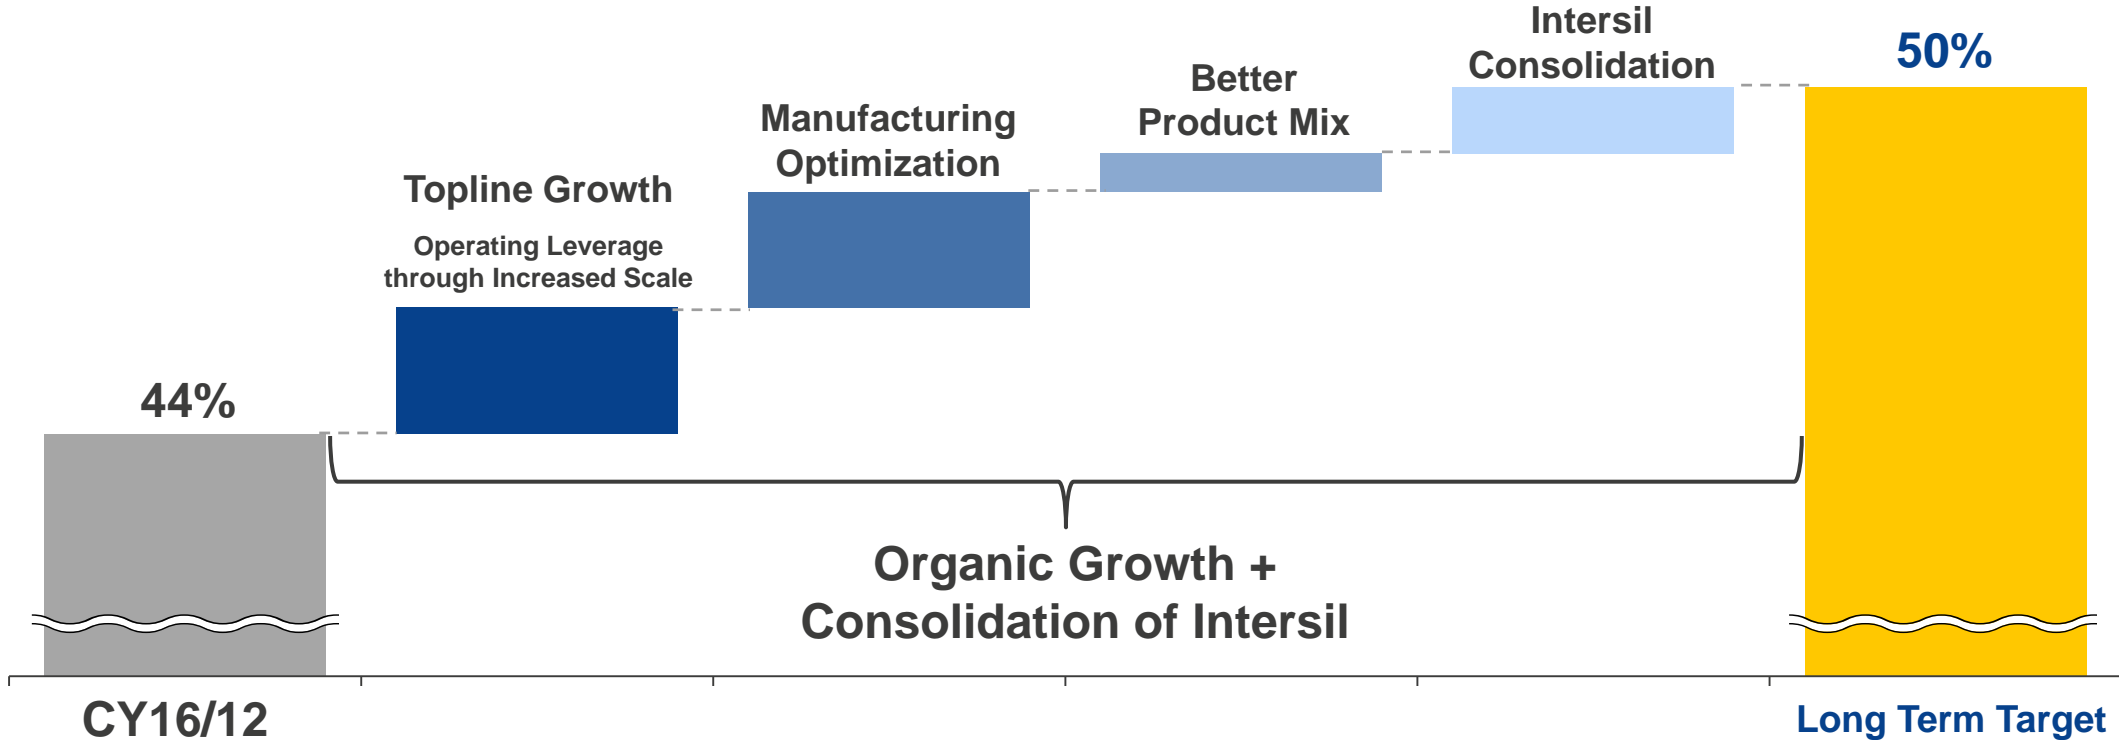 44%
Topline Growth
Operating Leverage
through Increased Scale
Manufacturing
Optimization
Better
Product Mix
Intersil
Consolidation
50%
Organic Growth +
Consolidation of Intersil
CY16/12
Long Term Target